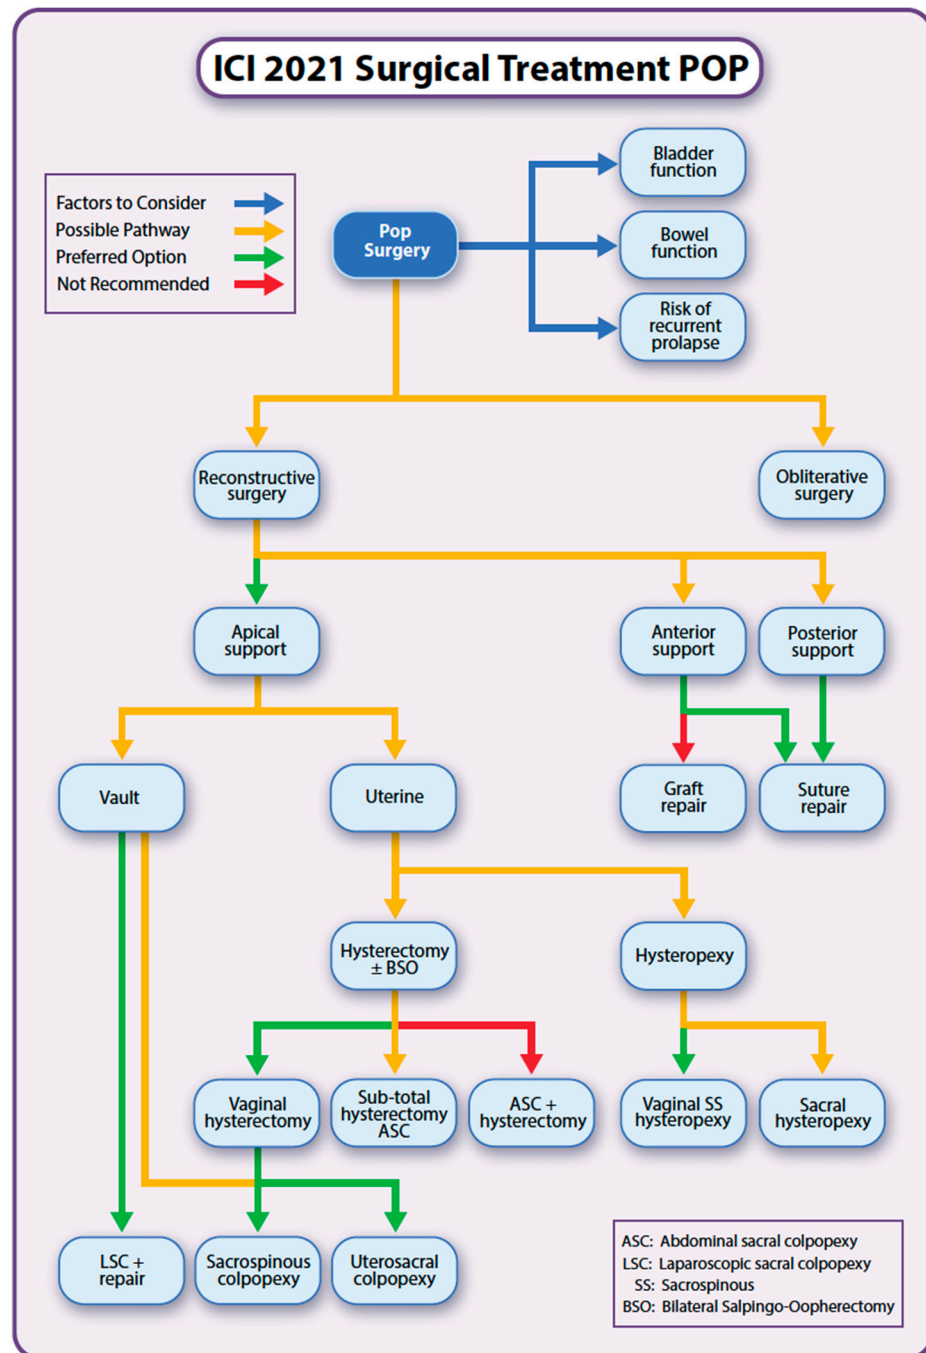 ICI 2021 Surgical Treatment POP
Factors to Consider
Possible Pathway
Preferred Option
Not Recommended
Pop
Surgery
Bladder
function
Bowel
function
Risk of
recurrent
prolapse
Reconstructive
surgery
Obliterative
surgery
Apical
support
Anterior
support
Posterior
support
Vault
Uterine
Graft
repair
Suture
repair
Hysterectomy
± BSO
Hysteropexy
Vaginal
hysterectomy
Sub-total
hysterectomy
ASC
ASC +
hysterectomy
Vaginal SS
hysteropexy
Sacral
hysteropexy
LSC +
repair
Sacrospinous
colpopexy
Uterosacral
colpopexy
ASC: Abdominal sacral colpopexy
LSC: Laparoscopic sacral colpopexy
SS: Sacrospinous
BSO: Bilateral Salpingo-Oopherectomy